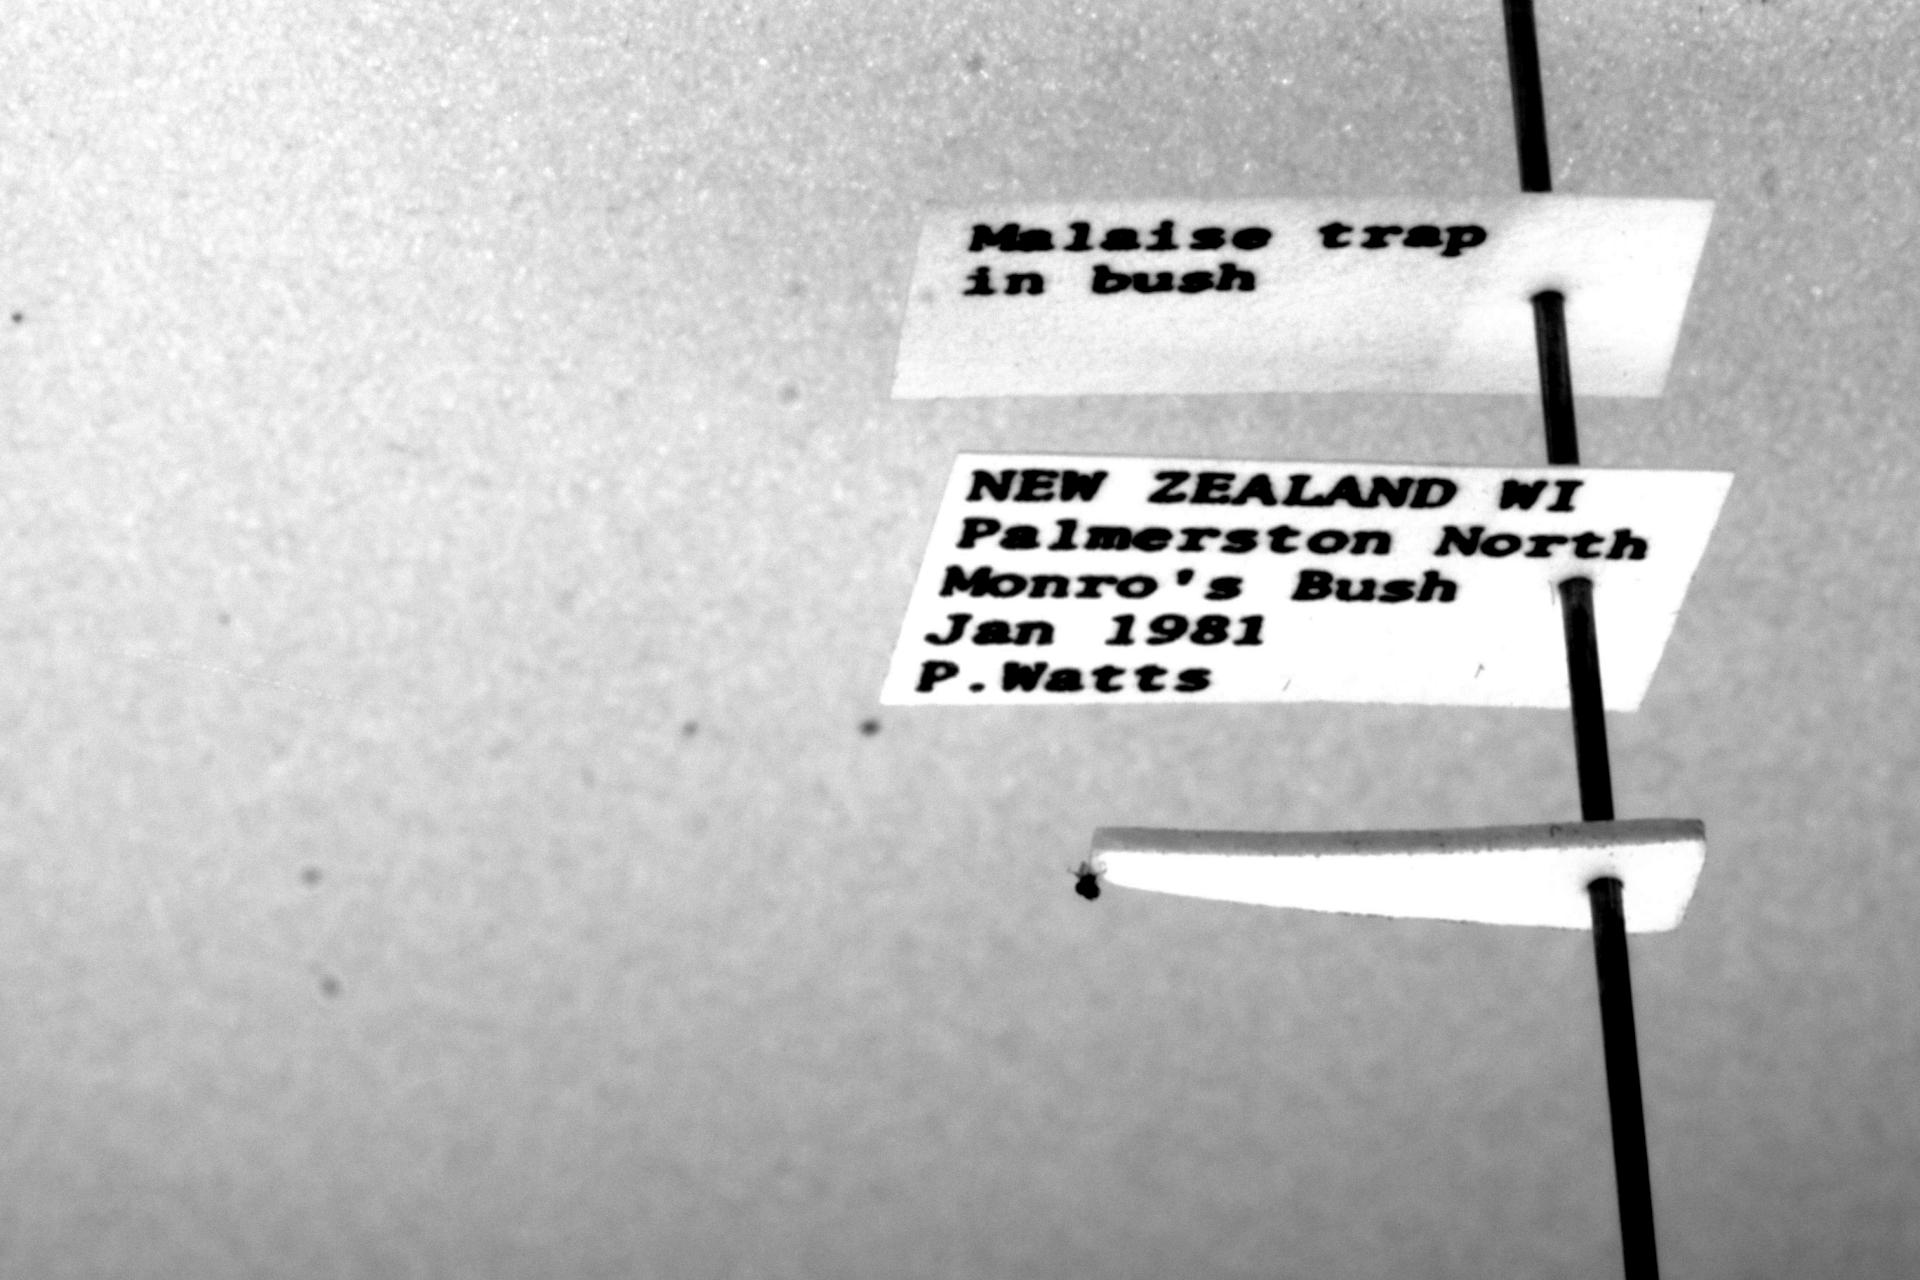 Malaise trap
in bush
NEW ZEALAND WI
Palmerston North
Monro's Bush
Jan 1981
P.Watts